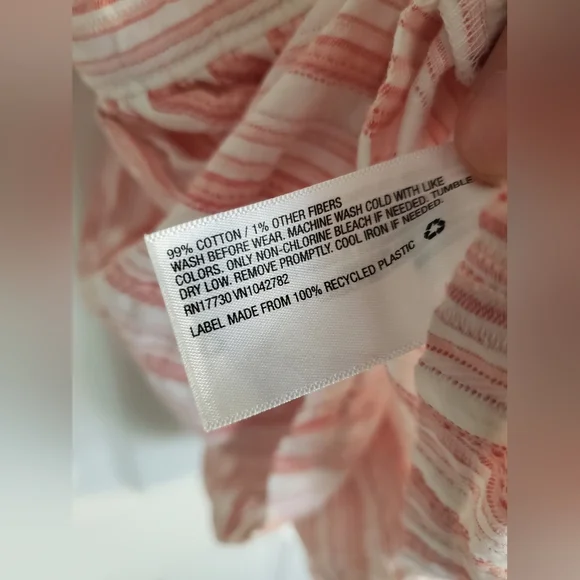 99% COTTON / 1% OTHER FIBERS
WASH BEFORE WEAR. MACHINE WASH COLD WITH LIKE
COLORS. ONLY NON-CHLORINE BLEACH IF NEEDED. TUMBLE
DRY LOW. REMOVE PROMPTLY. COOL IRON IF NEEDED.
RN17730 VN1042782
LABEL MADE FROM 100% RECYCLED PLASTIC